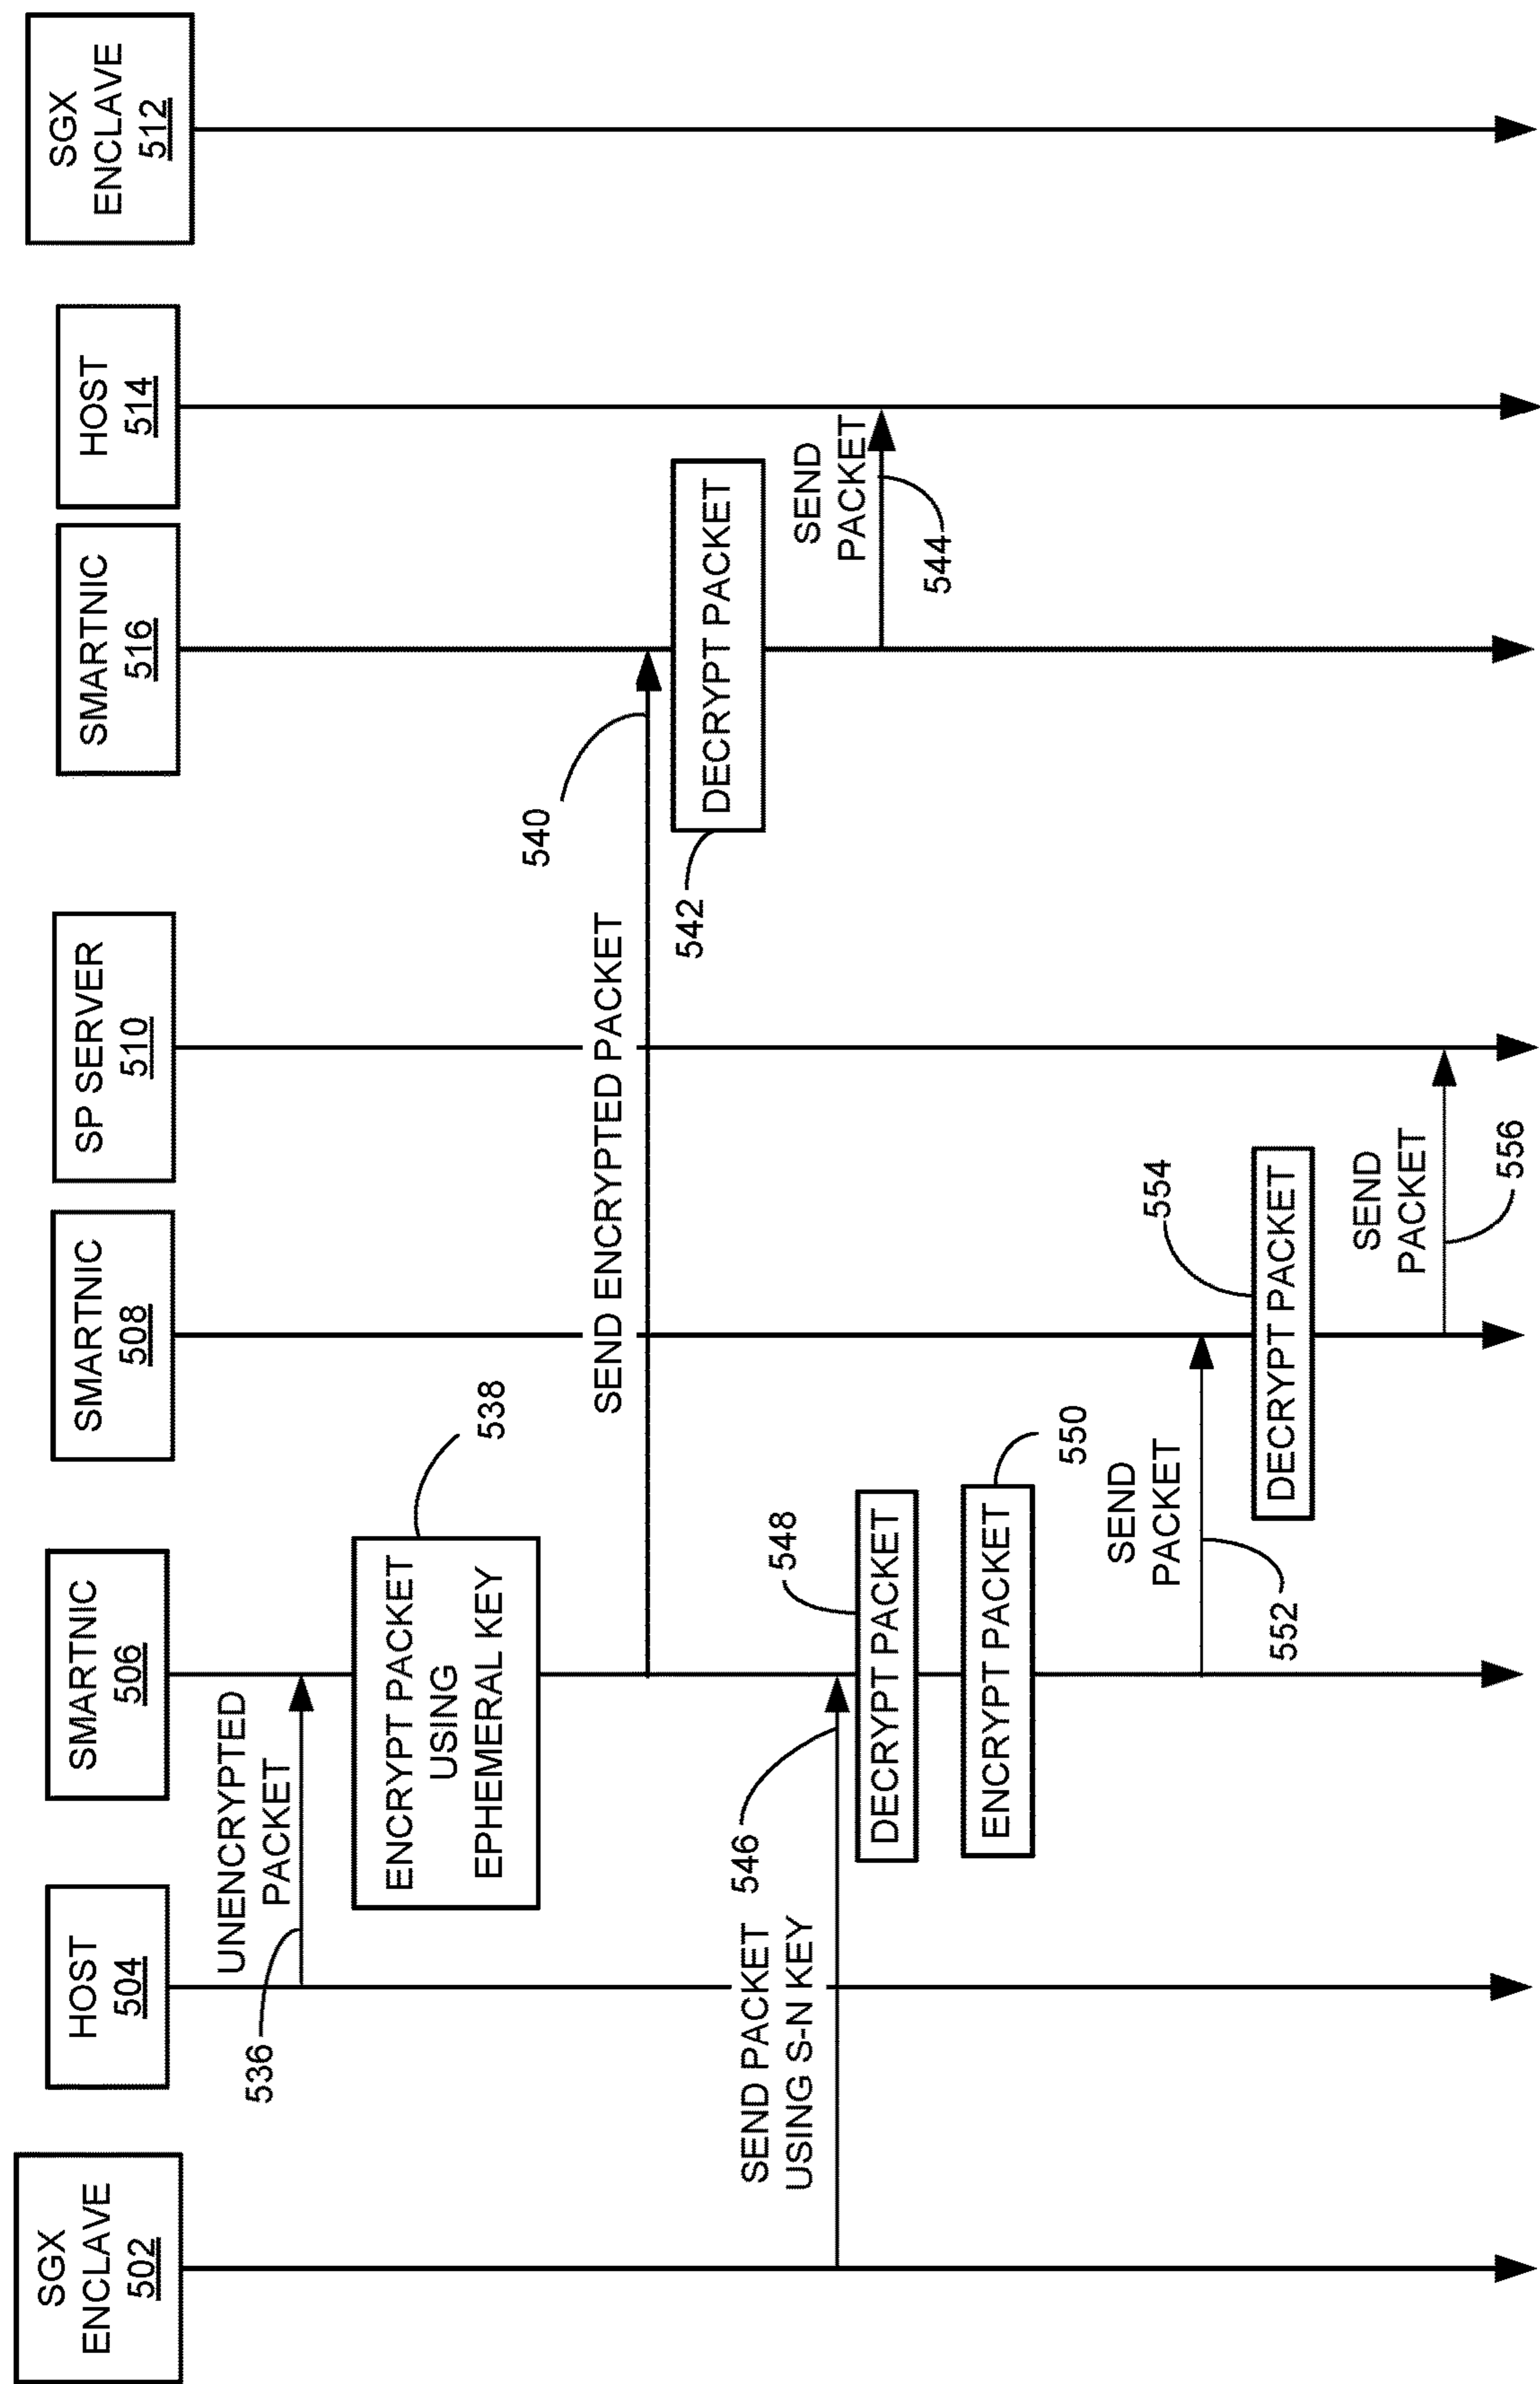 SGX
ENCLAVE
502
HOST
504
SMARTNIC
506
SMARTNIC
508
SP SERVER
510
SMARTNIC
516
HOST
514
SGX
ENCLAVE
512
UNENCRYPTED
PACKET
536
ENCRYPT PACKET
USING
EPHEMERAL KEY
538
SEND ENCRYPTED PACKET
540
DECRYPT PACKET
542
SEND
PACKET
544
SEND PACKET
USING S-N KEY
546
DECRYPT PACKET
548
ENCRYPT PACKET
550
SEND
PACKET
552
DECRYPT PACKET
554
SEND
PACKET
556